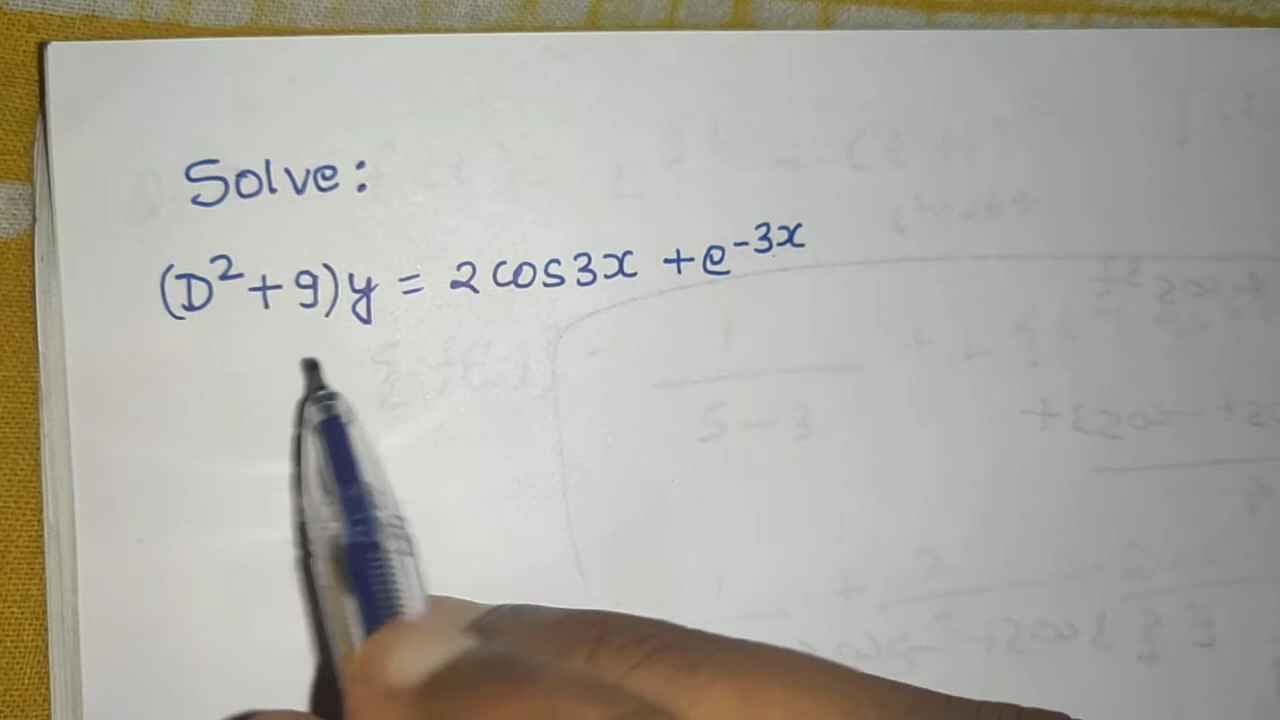 Solve:
(D²+9)y = 2cos3x +e⁻³ˣ